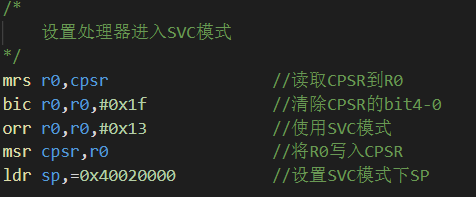 /*
设置处理器进入SVC模式
*/
mrs r0,cpsr //读取CPSR到R0
bic r0,r0,#0x1f //清除CPSR的bit4-0
orr r0,r0,#0x13 //使用SVC模式
msr cpsr,r0 //将R0写入CPSR
ldr sp,=0x40020000 //设置SVC模式下SP